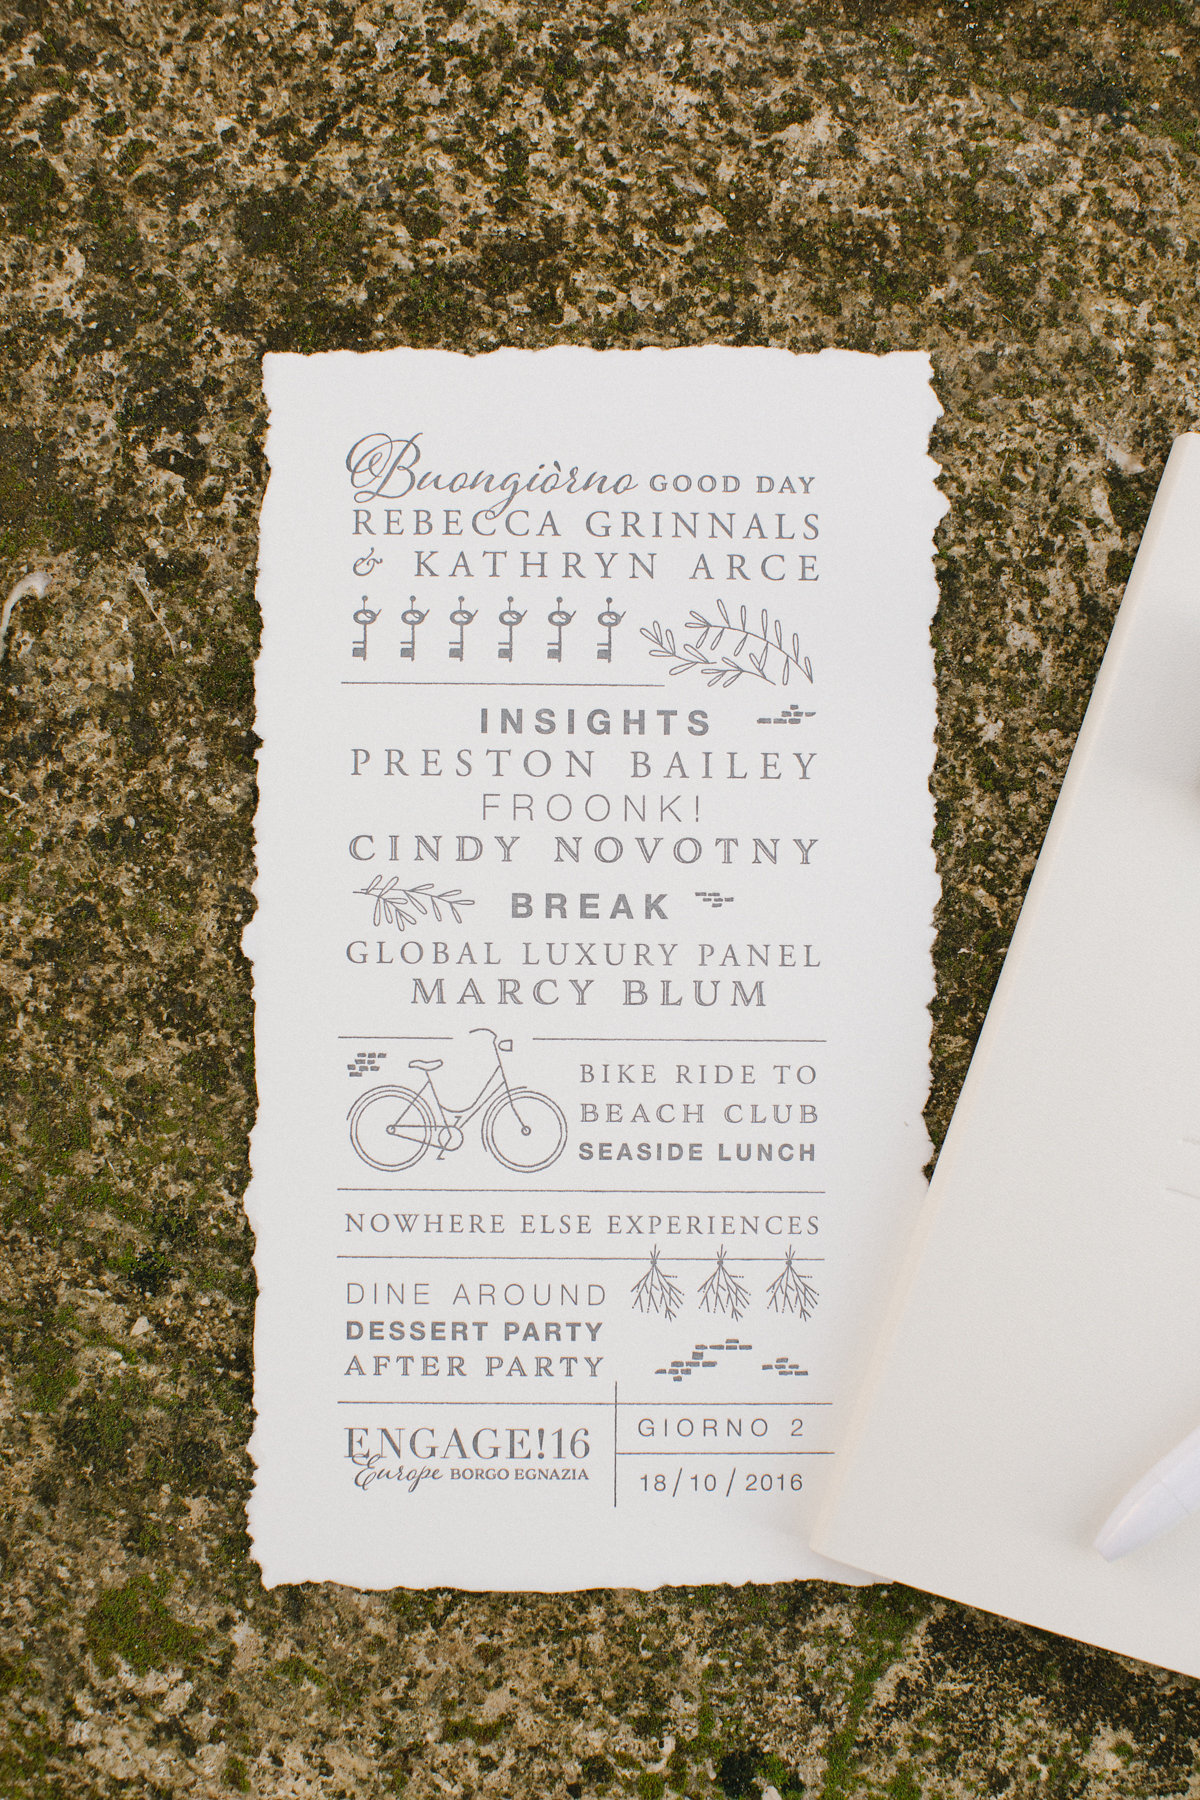 Buongiòrno GOOD DAY
REBECCA GRINNALS
& KATHRYN ARCE
INSIGHTS
PRESTON BAILEY
FROONK!
CINDY NOVOTNY
BREAK
GLOBAL LUXURY PANEL
MARCY BLUM
BIKE RIDE TO
BEACH CLUB
SEASIDE LUNCH
NOWHERE ELSE EXPERIENCES
DINE AROUND
DESSERT PARTY
AFTER PARTY
ENGAGE!16
Europe BORGO EGNAZIA
GIORNO 2
18/10/2016